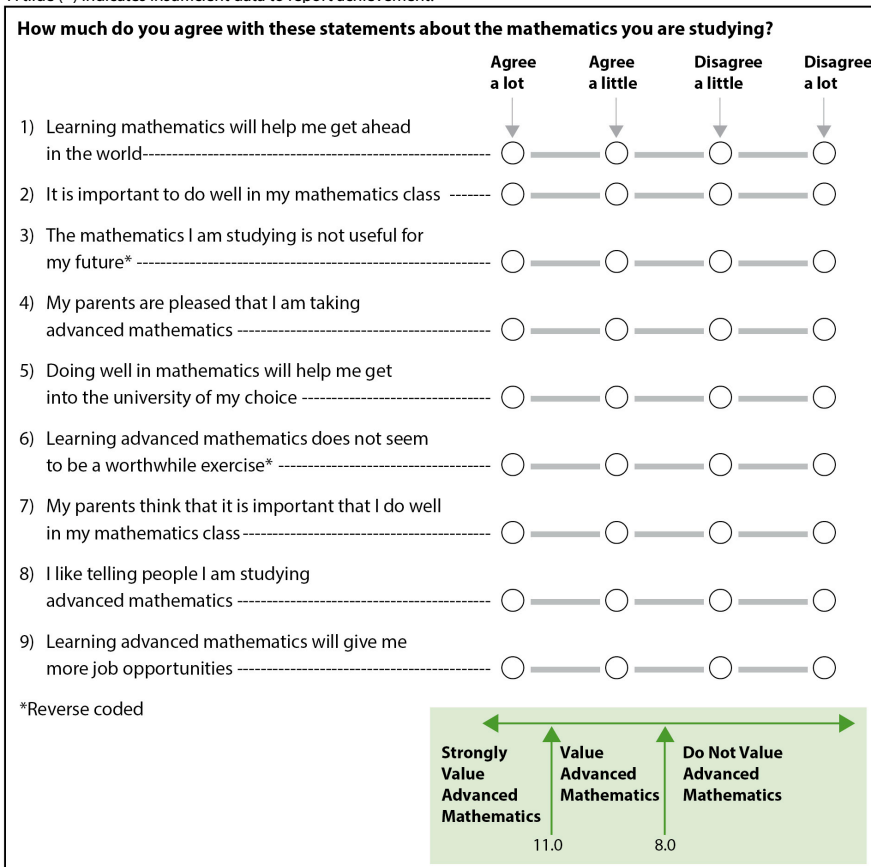 How much do you agree with these statements about the mathematics you are studying?
Agree a lot
Agree a little
Disagree a little
Disagree a lot
1) Learning mathematics will help me get ahead
in the world
2) It is important to do well in my mathematics class
3) The mathematics I am studying is not useful for
my future*
4) My parents are pleased that I am taking
advanced mathematics
5) Doing well in mathematics will help me get
into the university of my choice
6) Learning advanced mathematics does not seem
to be a worthwhile exercise*
7) My parents think that it is important that I do well
in my mathematics class
8) I like telling people I am studying
advanced mathematics
9) Learning advanced mathematics will give me
more job opportunities
*Reverse coded
Strongly
Value
Advanced
Mathematics
Value
Advanced
Mathematics
Do Not Value
Advanced
Mathematics
11.0
8.0